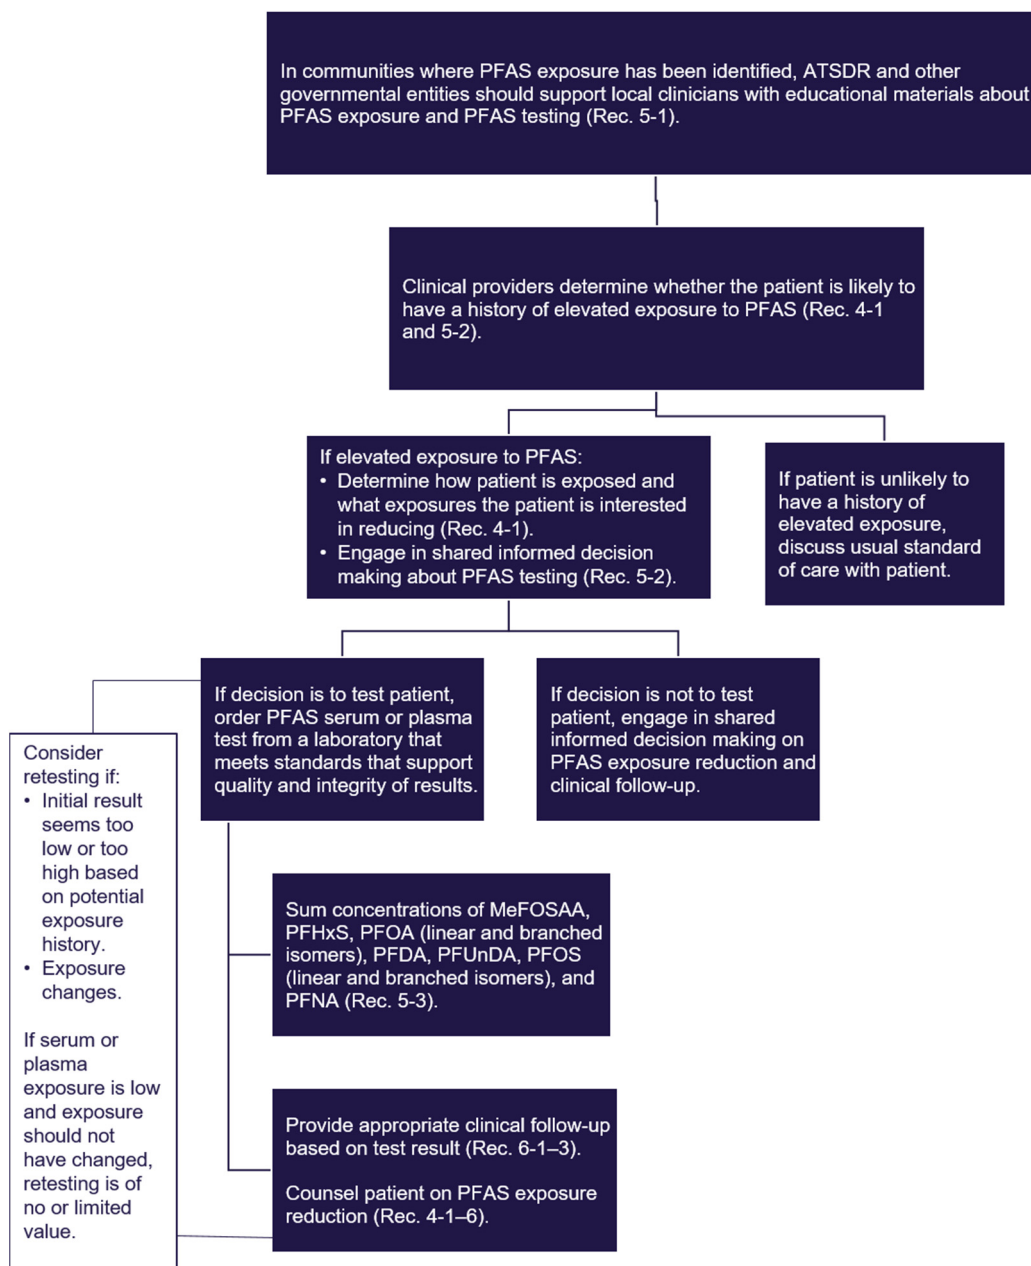 In communities where PFAS exposure has been identified, ATSDR and other
governmental entities should support local clinicians with educational materials about
PFAS exposure and PFAS testing (Rec. 5-1).
Clinical providers determine whether the patient is likely to
have a history of elevated exposure to PFAS (Rec. 4-1
and 5-2).
If elevated exposure to PFAS:
• Determine how patient is exposed and
what exposures the patient is interested
in reducing (Rec. 4-1).
• Engage in shared informed decision
making about PFAS testing (Rec. 5-2).
If patient is unlikely to
have a history of
elevated exposure,
discuss usual standard
of care with patient.
If decision is to test patient,
order PFAS serum or plasma
test from a laboratory that
meets standards that support
quality and integrity of results.
If decision is not to test
patient, engage in shared
informed decision making on
PFAS exposure reduction and
clinical follow-up.
Consider
retesting if:
• Initial result
seems too
low or too
high based
on potential
exposure
history.
• Exposure
changes.
If serum or
plasma
exposure is low
and exposure
should not
have changed,
retesting is of
no or limited
value.
Sum concentrations of MeFOSAA,
PFHxS, PFOA (linear and branched
isomers), PFDA, PFUnDA, PFOS
(linear and branched isomers), and
PFNA (Rec. 5-3).
Provide appropriate clinical follow-up
based on test result (Rec. 6-1–3).
Counsel patient on PFAS exposure
reduction (Rec. 4-1–6).